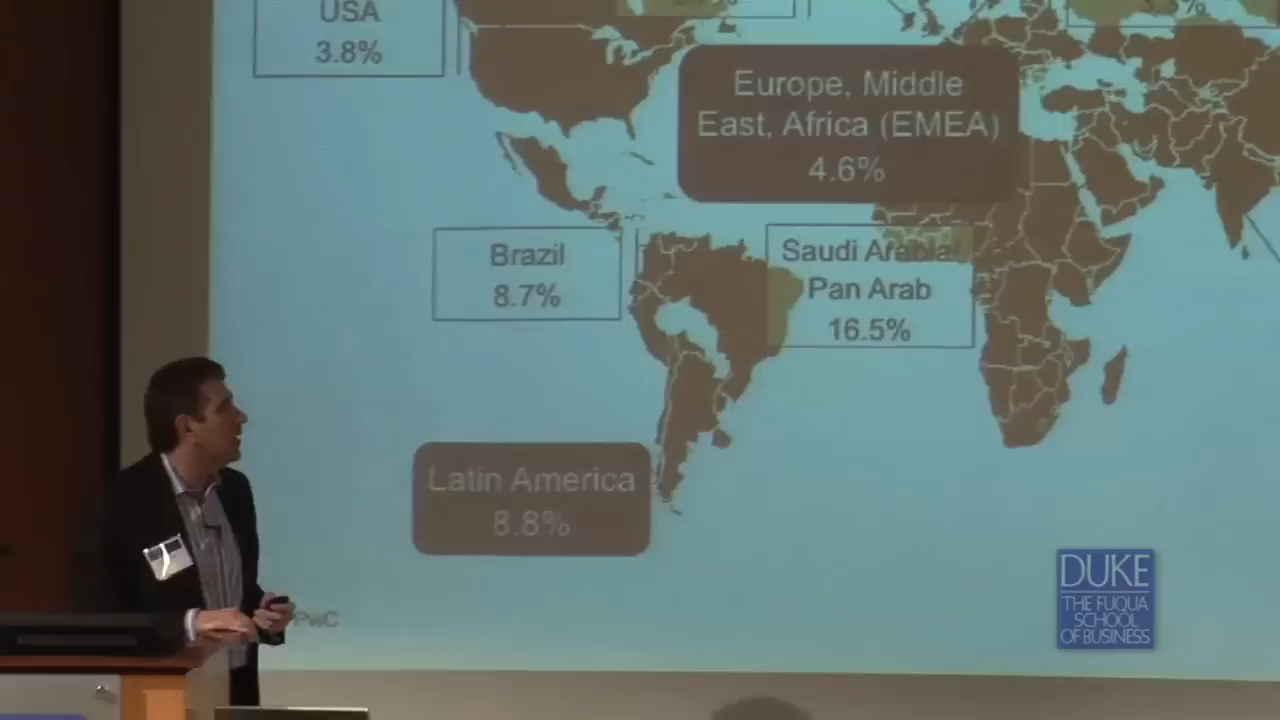 USA
3.8%
Europe, Middle
East, Africa (EMEA)
4.6%
Brazil
8.7%
Saudi Arabia/
Pan Arab
16.5%
Latin America
8.8%
PwC
DUKE
THE FUQUA
SCHOOL
OF BUSINESS